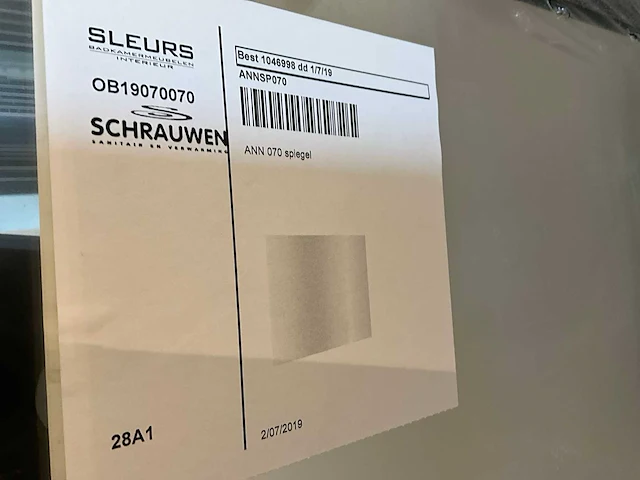 SLEURS
BADKAMERMEUBELEN
INTERIEUR
OB19070070
SCHRAUWEN
SANITAIR EN VERWARMING
28A1
Best 1046998 dd 1/7/19
ANNSP070
ANN 070 spiegel
2/07/2019